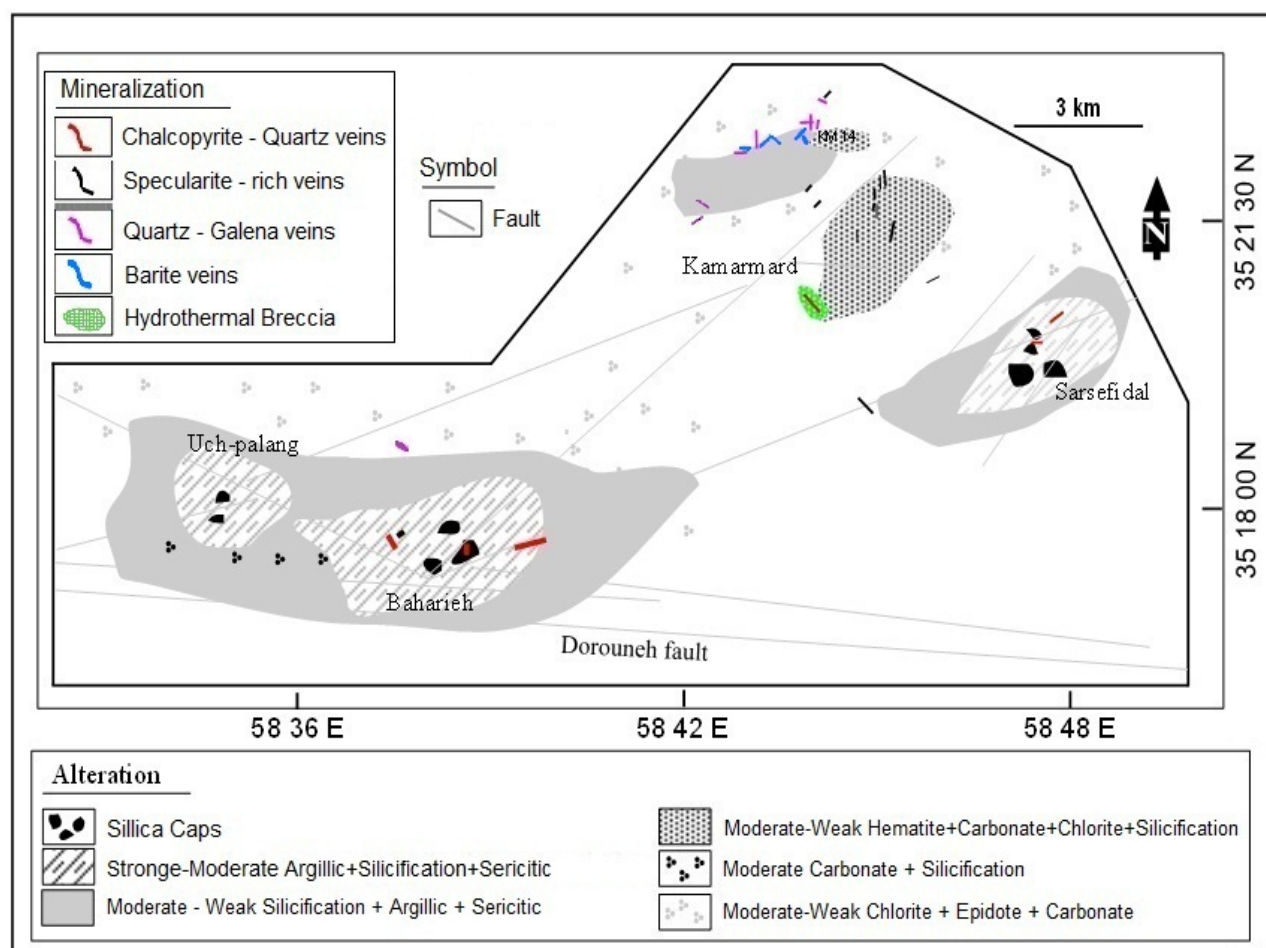 Mineralization
Chalcopyrite - Quartz veins
Specularite - rich veins
Quartz - Galena veins
Barite veins
Hydrothermal Breccia
Symbol
Fault
3 km
KM 14
N
Kamarmard
Sarsefidal
Uch-palang
Baharieh
Dorouneh fault
35 21 30 N
35 18 00 N
58 36 E
58 42 E
58 48 E
Alteration
Sillica Caps
Stronge-Moderate Argillic+Silicification+Sericitic
Moderate - Weak Silicification + Argillic + Sericitic
Moderate-Weak Hematite+Carbonate+Chlorite+Silicification
Moderate Carbonate + Silicification
Moderate-Weak Chlorite + Epidote + Carbonate